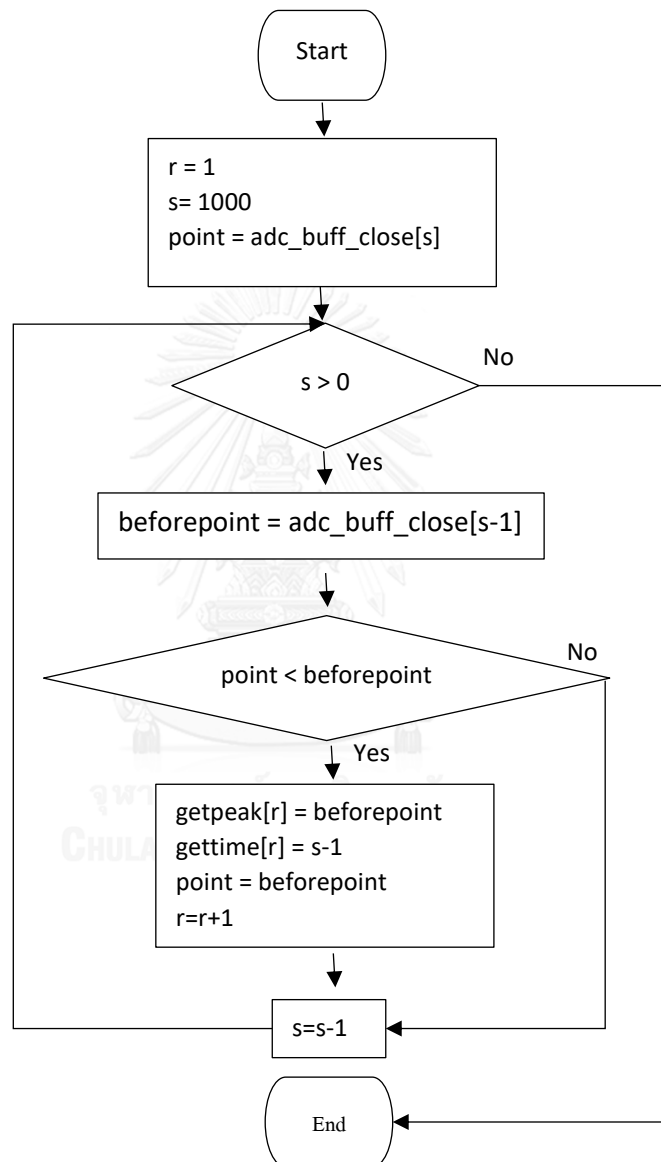 Start
r = 1
s= 1000
point = adc_buff_close[s]
s > 0
No
Yes
beforepoint = adc_buff_close[s-1]
point < beforepoint
No
Yes
getpeak[r] = beforepoint
gettime[r] = s-1
point = beforepoint
r=r+1
s=s-1
End